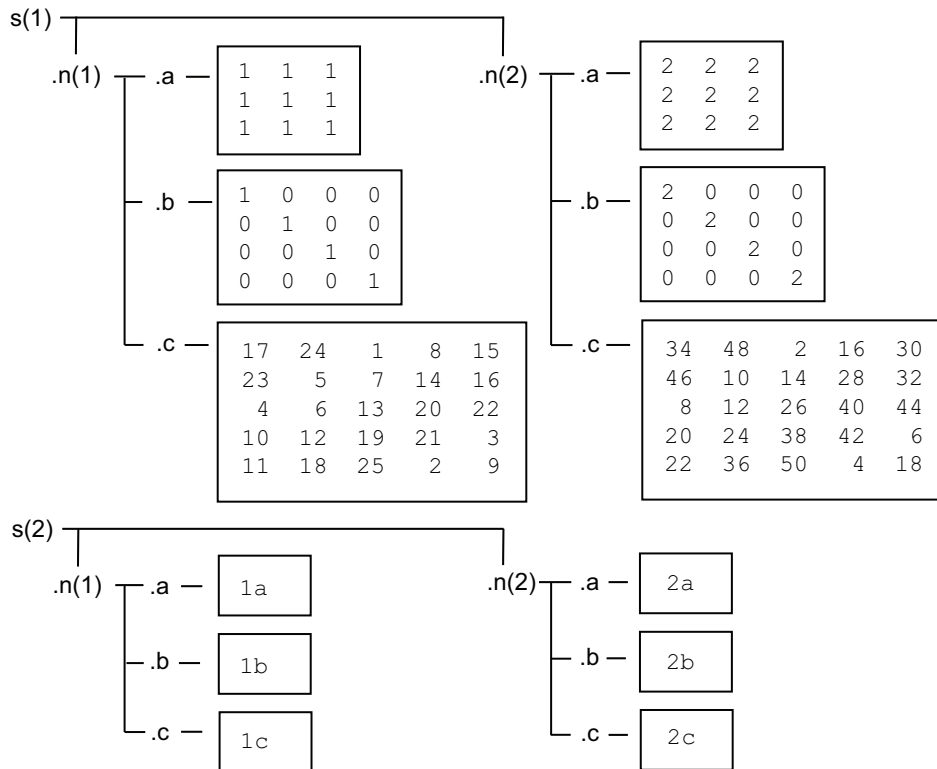 s(1)
.n(1) .a
1 1 1
1 1 1
1 1 1
.b
1 0 0 0
0 1 0 0
0 0 1 0
0 0 0 1
.c
17 24 1 8 15
23 5 7 14 16
4 6 13 20 22
10 12 19 21 3
11 18 25 2 9
.n(2) .a
2 2 2
2 2 2
2 2 2
.b
2 0 0 0
0 2 0 0
0 0 2 0
0 0 0 2
.c
34 48 2 16 30
46 10 14 28 32
8 12 26 40 44
20 24 38 42 6
22 36 50 4 18
s(2)
.n(1) .a 1a
.b 1b
.c 1c
.n(2) .a 2a
.b 2b
.c 2c